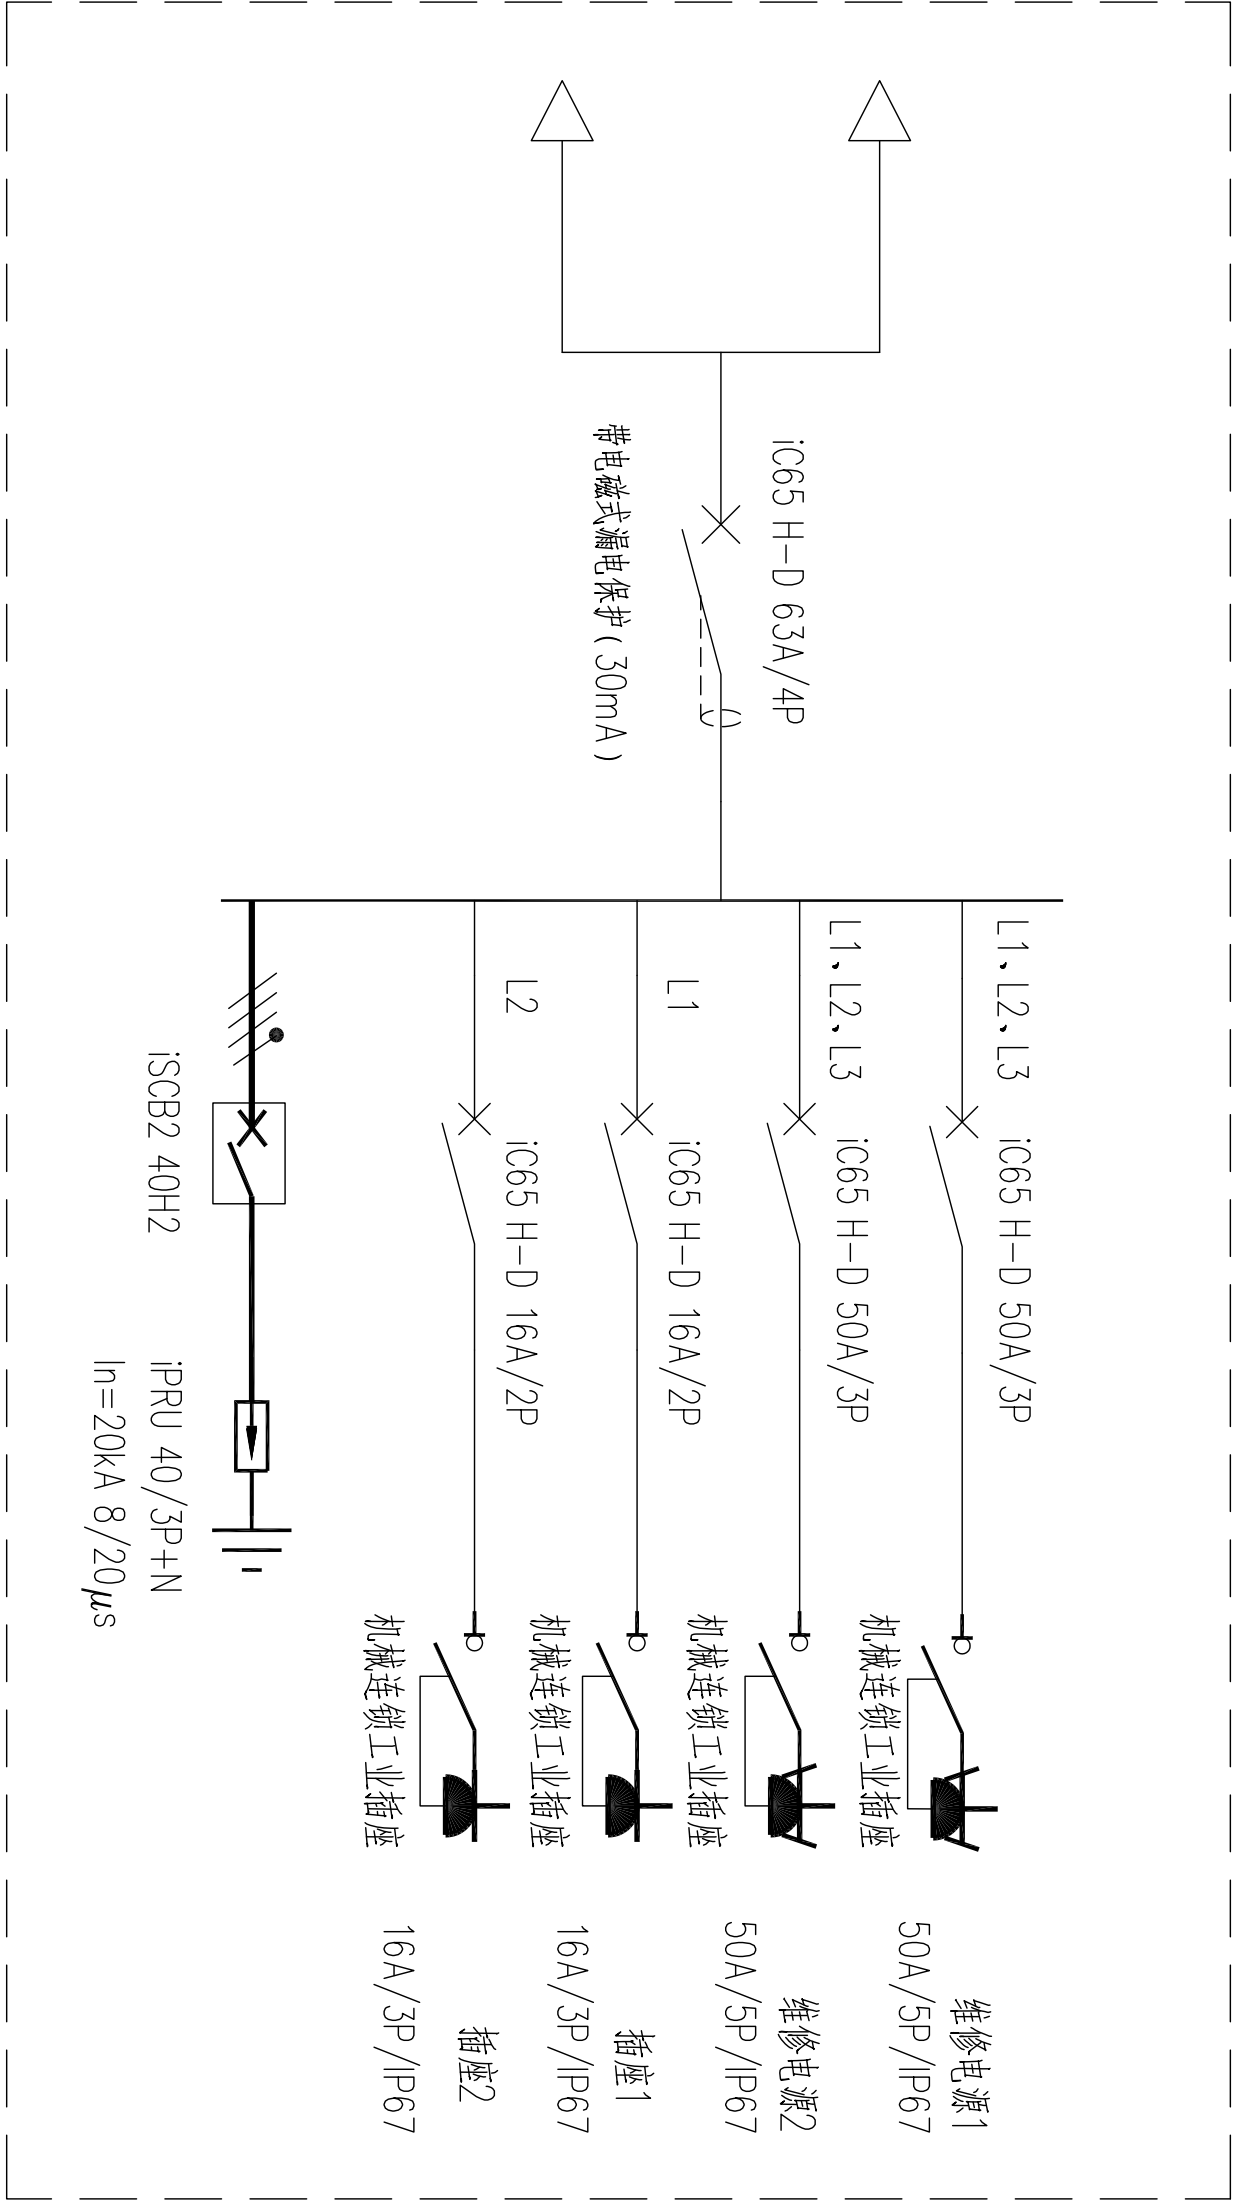 iC65 H-D 63A/4P
带电磁式漏电保护(30mA)
L1、L2、L3
iC65 H-D 50A/3P
机械连锁工业插座
维修电源1
50A/5P/IP67
L1、L2、L3
iC65 H-D 50A/3P
机械连锁工业插座
维修电源2
50A/5P/IP67
L1
iC65 H-D 16A/2P
机械连锁工业插座
插座1
16A/3P/IP67
L2
iC65 H-D 16A/2P
机械连锁工业插座
插座2
16A/3P/IP67
iSCB2 40H2
iPRU 40/3P+N
In=20kA 8/20μs